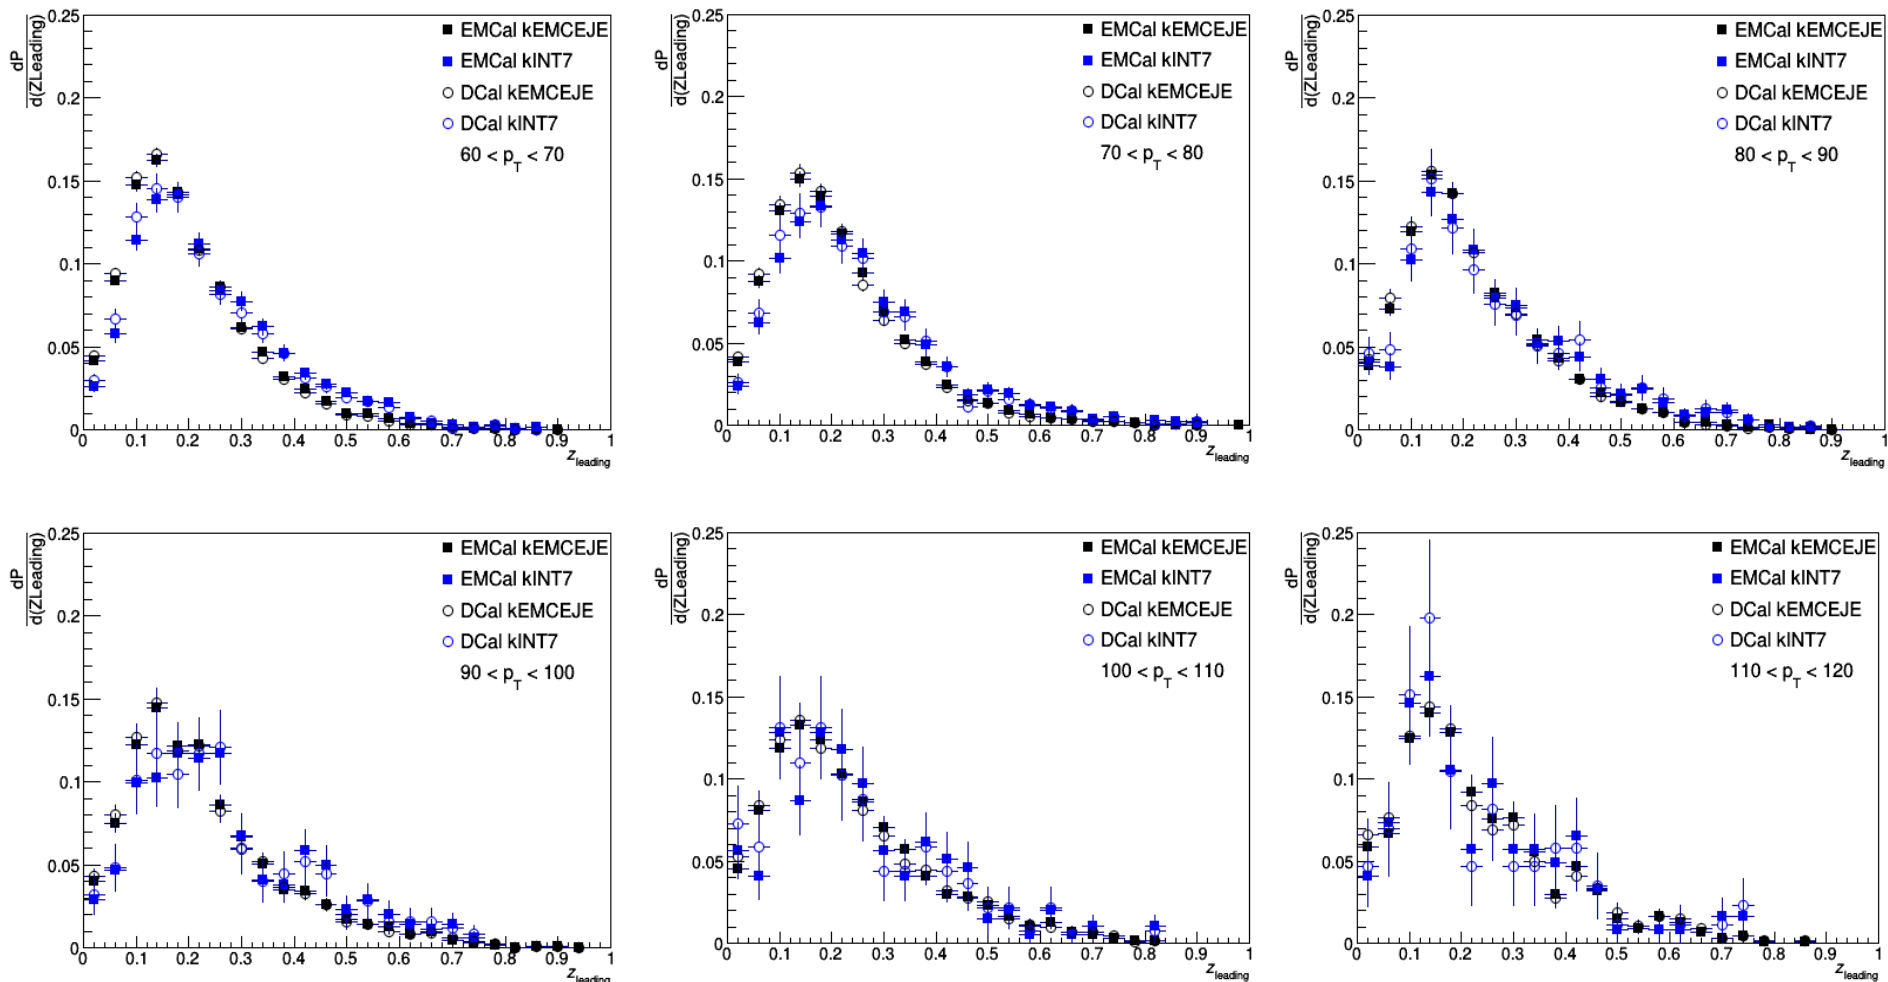 dP
d(ZLeading)
0.25
0.2
0.15
0.1
0.05
0
EMCal kEMCEJE
EMCal kINT7
DCal kEMCEJE
DCal kINT7
60 < pT < 70
0 0.1 0.2 0.3 0.4 0.5 0.6 0.7 0.8 0.9 1
zleading
dP
d(ZLeading)
0.25
0.2
0.15
0.1
0.05
0
EMCal kEMCEJE
EMCal kINT7
DCal kEMCEJE
DCal kINT7
70 < pT < 80
0 0.1 0.2 0.3 0.4 0.5 0.6 0.7 0.8 0.9 1
zleading
dP
d(ZLeading)
0.25
0.2
0.15
0.1
0.05
0
EMCal kEMCEJE
EMCal kINT7
DCal kEMCEJE
DCal kINT7
80 < pT < 90
0 0.1 0.2 0.3 0.4 0.5 0.6 0.7 0.8 0.9 1
zleading
dP
d(ZLeading)
0.25
0.2
0.15
0.1
0.05
0
EMCal kEMCEJE
EMCal kINT7
DCal kEMCEJE
DCal kINT7
90 < pT < 100
0 0.1 0.2 0.3 0.4 0.5 0.6 0.7 0.8 0.9 1
zleading
dP
d(ZLeading)
0.25
0.2
0.15
0.1
0.05
0
EMCal kEMCEJE
EMCal kINT7
DCal kEMCEJE
DCal kINT7
100 < pT < 110
0 0.1 0.2 0.3 0.4 0.5 0.6 0.7 0.8 0.9 1
zleading
dP
d(ZLeading)
0.25
0.2
0.15
0.1
0.05
0
EMCal kEMCEJE
EMCal kINT7
DCal kEMCEJE
DCal kINT7
110 < pT < 120
0 0.1 0.2 0.3 0.4 0.5 0.6 0.7 0.8 0.9 1
zleading